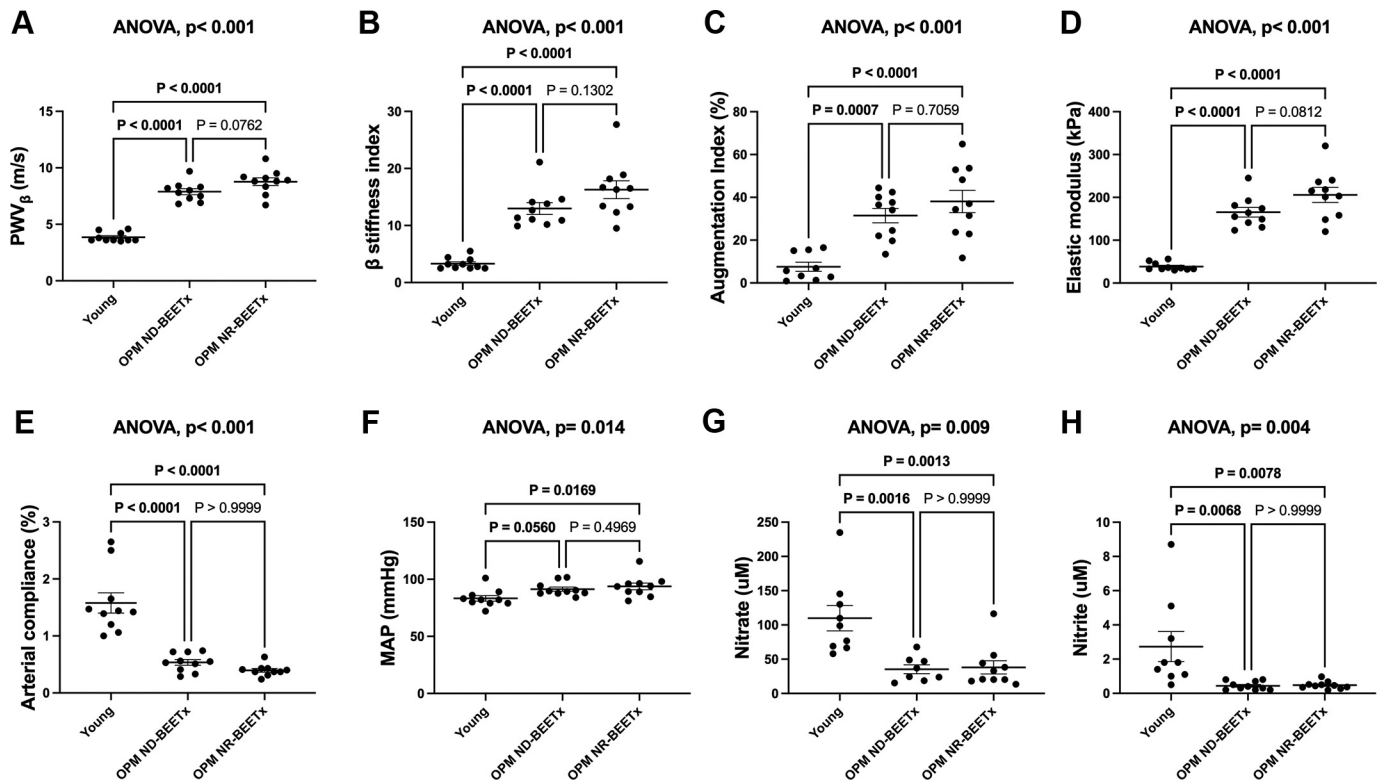 A
ANOVA, p< 0.001
P < 0.0001
P < 0.0001
P = 0.0762
PWVβ (m/s)
15
10
5
0
Young
OPM ND-BEETx
OPM NR-BEETx
B
ANOVA, p< 0.001
P < 0.0001
P < 0.0001
P = 0.1302
β stiffness index
30
20
10
0
Young
OPM ND-BEETx
OPM NR-BEETx
C
ANOVA, p< 0.001
P < 0.0001
P = 0.0007
P = 0.7059
Augmentation Index (%)
80
60
40
20
0
Young
OPM ND-BEETx
OPM NR-BEETx
D
ANOVA, p< 0.001
P < 0.0001
P < 0.0001
P = 0.0812
Elastic modulus (kPa)
400
300
200
100
0
Young
OPM ND-BEETx
OPM NR-BEETx
E
ANOVA, p< 0.001
P < 0.0001
P < 0.0001
P > 0.9999
Arterial compliance (%)
3
2
1
0
Young
OPM ND-BEETx
OPM NR-BEETx
F
ANOVA, p= 0.014
P = 0.0169
P = 0.0560
P = 0.4969
MAP (mmHg)
150
100
50
0
Young
OPM ND-BEETx
OPM NR-BEETx
G
ANOVA, p= 0.009
P = 0.0013
P = 0.0016
P > 0.9999
Nitrate (uM)
250
200
150
100
50
0
Young
OPM ND-BEETx
OPM NR-BEETx
H
ANOVA, p= 0.004
P = 0.0078
P = 0.0068
P > 0.9999
Nitrite (uM)
10
8
6
4
2
0
Young
OPM ND-BEETx
OPM NR-BEETx